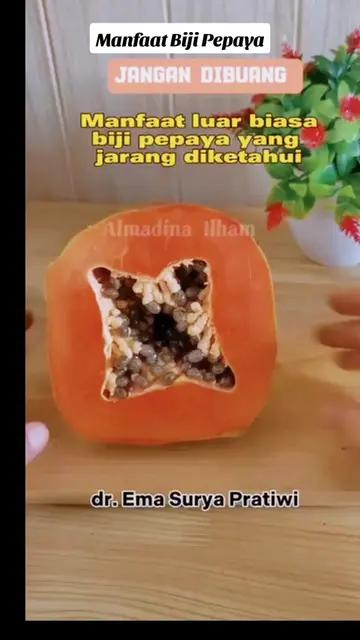 Manfaat Biji Pepaya
JANGAN DIBUANG
Manfaat luar biasa
biji pepaya yang
jarang diketahui
Almadina Ilham
dr. Ema Surya Pratiwi